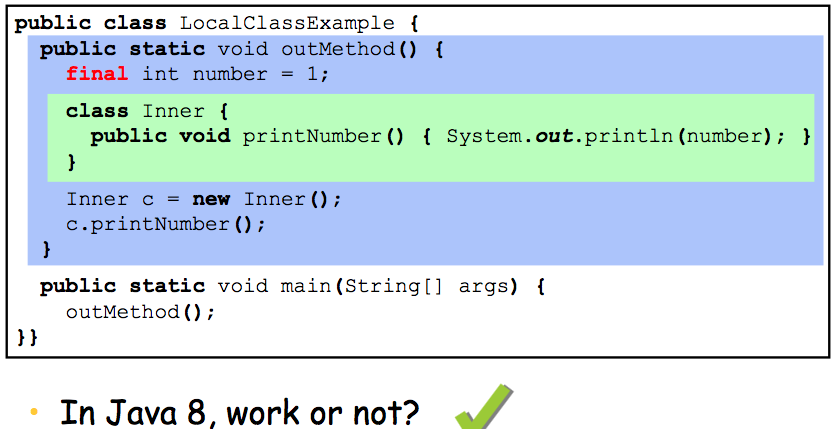 public class LocalClassExample {
public static void outMethod() {
final int number = 1;
class Inner {
public void printNumber() { System.out.println(number); }
}
Inner c = new Inner();
c.printNumber();
}
public static void main(String[] args) {
outMethod();
}}
• In Java 8, work or not?